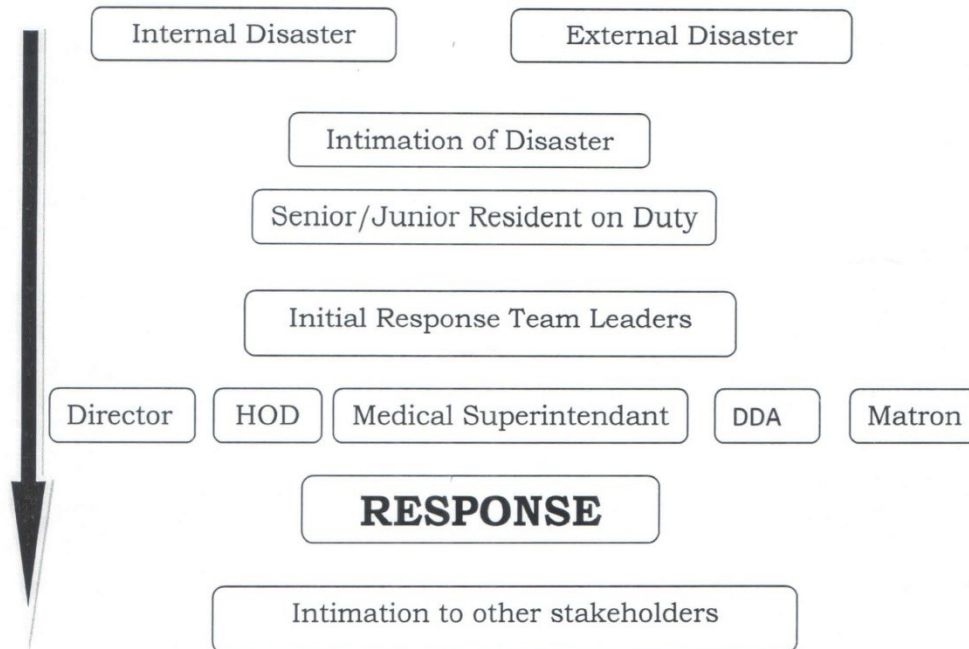 Internal Disaster External Disaster
Intimation of Disaster
Senior/Junior Resident on Duty
Initial Response Team Leaders
Director HOD Medical Superintendant DDA Matron
RESPONSE
Intimation to other stakeholders